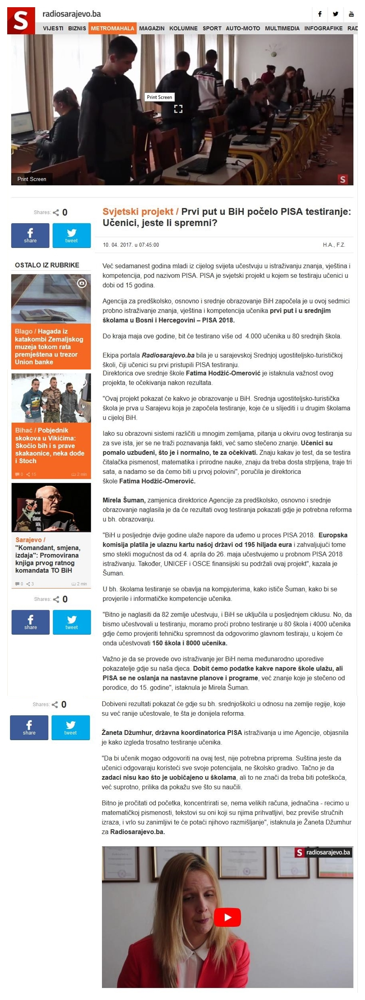 radiosarajevo.ba
VIJESTI BIZNIS METROMAHALA MAGAZIN KOLUMNE SPORT AUTO-MOTO MULTIMEDIA INFOGRAFIKE RAD
Print Screen
Print Screen
S
Shares: 0
share
tweet
Svjetski projekt / Prvi put u BiH počelo PISA testiranje:
Učenici, jeste li spremni?
10. 04. 2017. u 07:45:00
H.A., F.Z.
OSTALO IZ RUBRIKE
Blago / Hagada iz
katakombi Zemaljskog
muzeja tokom rata
premještena u trezor
Union banke
Bihać / Pobjednik
skokova u Vikićima:
Skočio bih i s prave
skakaonice, neka dođe
i Stoch
0 15 2 min
Sarajevo /
"Komandant, smjena,
izdaja": Promovirana
knjiga prvog ratnog
komandata TO BiH
0 3 2 min
Shares: 0
share
tweet
Već sedamanest godina mladi iz cijelog svijeta učestvuju u istraživanju znanja, vještina i
kompetencija, pod nazivom PISA. PISA je svjetski projekt u kojem se testiraju učenici u
dobi od 15 godina.
Agencija za predškolsko, osnovno i srednje obrazovanje BiH započela je u ovoj sedmici
probno istraživanje znanja, vještina i kompetencija učenika prvi put i u srednjim
školama u Bosni i Hercegovini – PISA 2018.
Do kraja maja ove godine, bit će testirano više od 4.000 učenika u 80 srednjih škola.
Ekipa portala Radiosarajevo.ba bila je u sarajevskoj Srednjoj ugostiteljsko-turističkoj
školi, čiji učenici su prvi pristupili PISA testiranju.
Direktorica ove srednje škole Fatima Hodžić-Omerović je istaknula važnost ovog
projekta, te očekivanja nakon rezultata.
"Ovaj projekt pokazat će kakvo je obrazovanje u BiH. Srednja ugostiteljsko-turistička
škola je prva u Sarajevu koja je započela testiranje, koje će u slijediti i u drugim školama
u cijeloj BiH.
Iako su obrazovni sistemi različiti u mnogim zemljama, pitanja u okviru ovog testiranja su
za sve ista, jer se ne traži poznavanja fakti, već samo stečeno znanje. Učenici su
pomalo uzbuđeni, što je i normalno, te za očekivati. Znaju kakav je test, da se testira
čitalačka pismenost, matematika i prirodne nauke, znaju da treba dosta strpljena, traje tri
sata, a nadamo se da ćemo biti u prvoj polovini", poručila je direktorica
škole Fatima Hodžić-Omerović.
Mirela Šuman, zamjenica direktorice Agencije za predškolsko, osnovno i srednje
obrazovanje naglasila je da će rezultati ovog testiranja pokazati gdje je potrebna reforma
u bh. obrazovanju.
"BiH u posljednje dvije godine ulaže napore da uđemo u proces PISA 2018. Europska
komisija platila je ulaznu kartu našoj državi od 195 hiljada eura i zahvaljujući tome
smo stekli mogućnost da od 4. aprila do 26. maja učestvujemo u probnom PISA 2018
istraživanju. Također, UNICEF i OSCE finansijski su podržali ovaj projekt", kazala je
Šuman.
U bh. školama testiranje se obavlja na kompjuterima, kako ističe Šuman, kako bi se
provjerile i informatičke kompetencije učenika.
"Bitno je naglasiti da 82 zemlje učestvuju, i BiH se uključila u posljednjem ciklusu. No, da
bismo učestvovali u testiranju, moramo proći probno testiranje u 80 škola i 4000 učenika
gdje ćemo provjeriti tehničku spremnost da odgovorimo glavnom testiraju, u kojem će
onda učestvovati 150 škola i 8000 učenika.
Važno je da se provede ovo istraživanje jer BiH nema međunarodno uporedive
pokazatelje gdje su naša djeca. Dobit ćemo podatke kakve napore škole ulažu, ali
PISA se ne oslanja na nastavne planove i programe, već znanje koje je stečeno od
porodice, do 15. godine", istaknula je Mirela Šuman.
Shares: 0
share
tweet
Dobiveni rezultati pokazat će gdje su bh. srednjoškolci u odnosu na zemlje regije, koje
su već ranije učestovale, te šta je donijela reforma.
Žaneta Džumhur, državna koordinatorica PISA istraživanja u ime Agencije, objasnila
je kako izgleda trosatno testiranje učenika.
"Da bi učenik mogao odgovoriti na ovaj test, nije potrebna priprema. Suština jeste da
učenici odgovaraju koristeći sve svoje potencijala, ne školsko gradivo. Tačno je da
zadaci nisu kao što je uobičajeno u školama, ali to ne znači da treba biti poteškoća,
već suprotno, prilika da pokažu sve što su naučili.
Bitno je pročitati od početka, koncentrirati se, nema velikih računa, jednačina - recimo u
matematičkoj pismenosti, tekstovi su oni koji su njima prihvatljivi, bez previše stručnih
izraza, i vrlo su zanimljivi te će potaći njihovo razmišljanje", istaknula je Žaneta Džumhur
za Radiosarajevo.ba.
S radiosarajevo.ba